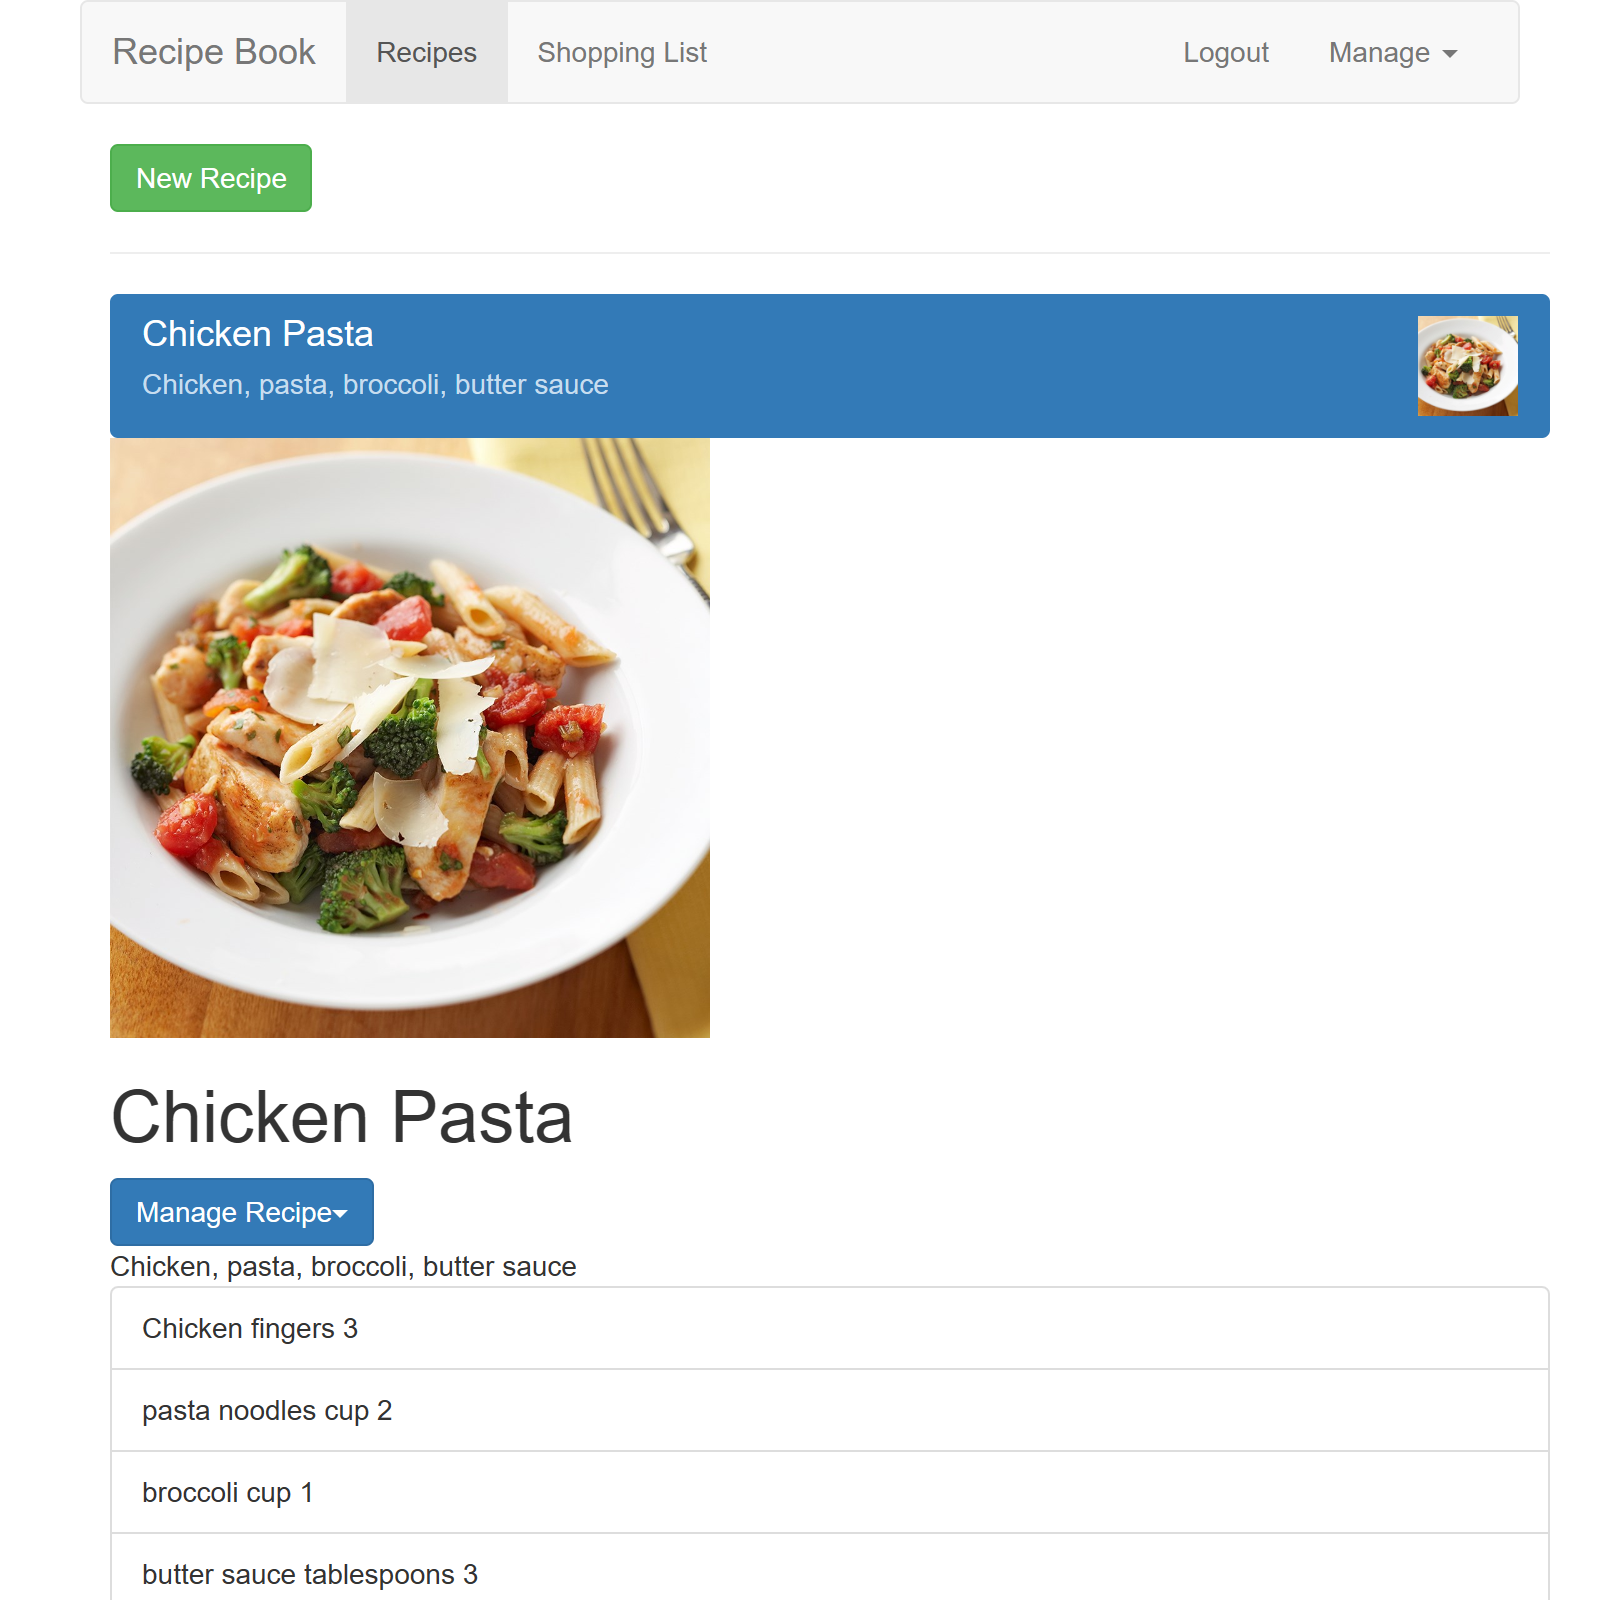 Recipe Book Recipes Shopping List Logout Manage
New Recipe
Chicken Pasta
Chicken, pasta, broccoli, butter sauce
Chicken Pasta
Manage Recipe
Chicken, pasta, broccoli, butter sauce
Chicken fingers 3
pasta noodles cup 2
broccoli cup 1
butter sauce tablespoons 3